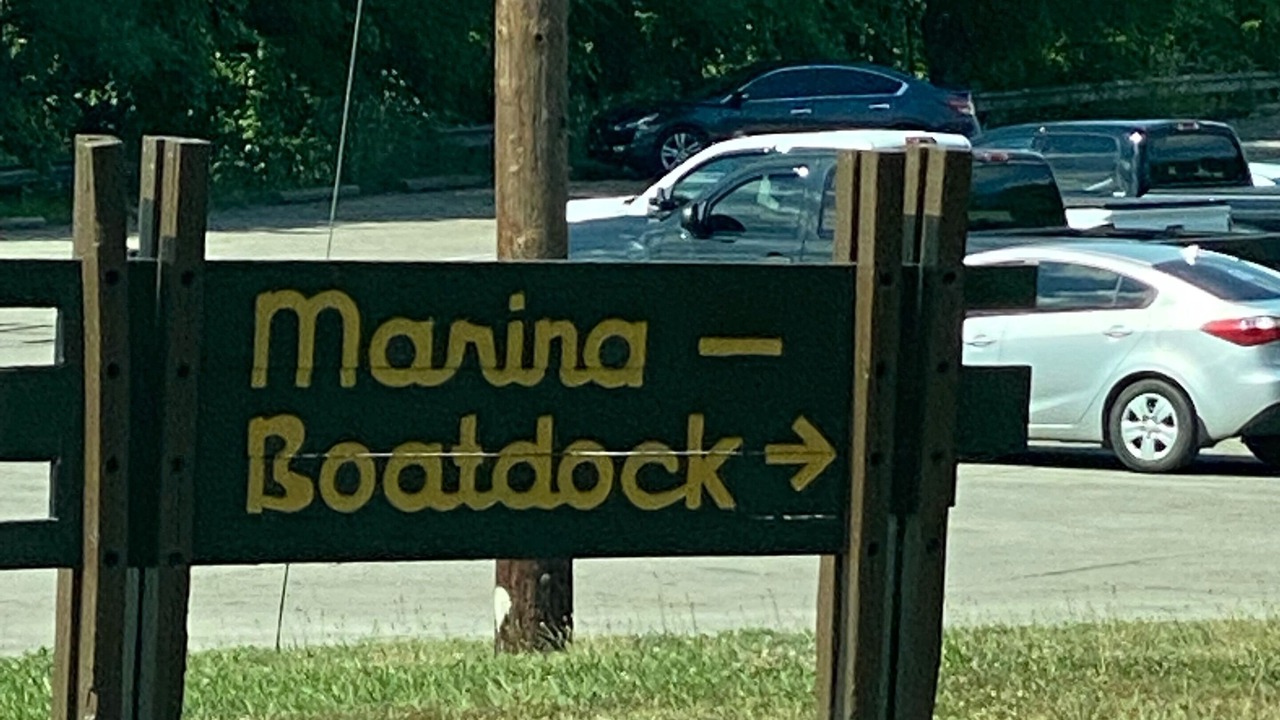 Marina —
Boatdock →